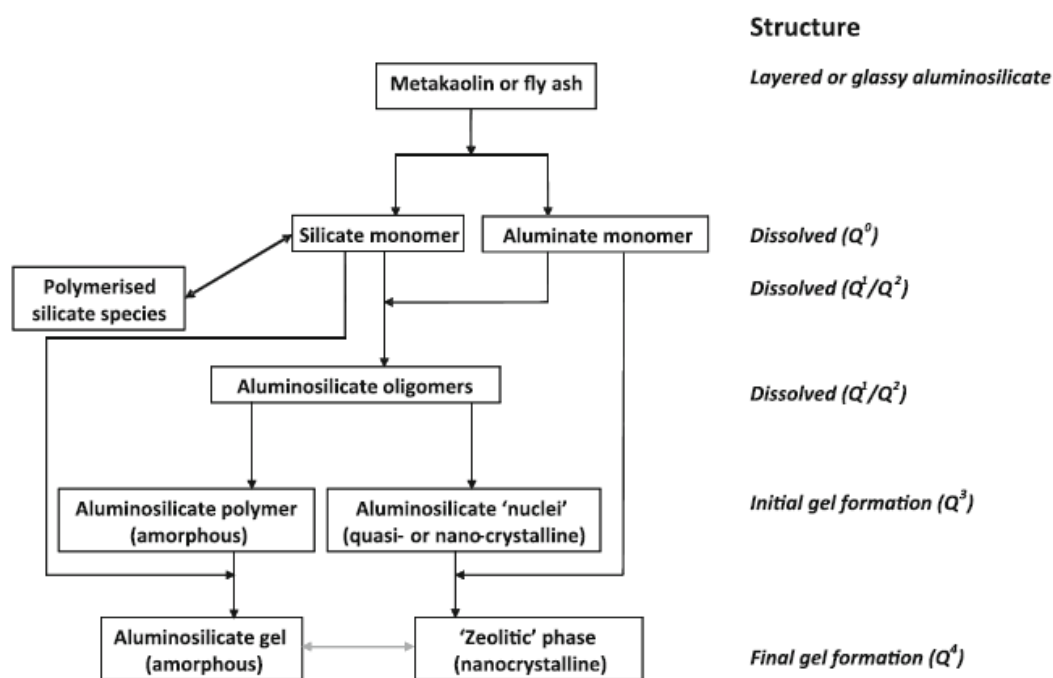 Structure
Metakaolin or fly ash
Layered or glassy aluminosilicate
Silicate monomer
Aluminate monomer
Dissolved (Q⁰)
Polymerised
silicate species
Dissolved (Q¹/Q²)
Aluminosilicate oligomers
Dissolved (Q¹/Q²)
Aluminosilicate polymer
(amorphous)
Aluminosilicate ‘nuclei’
(quasi- or nano-crystalline)
Initial gel formation (Q³)
Aluminosilicate gel
(amorphous)
‘Zeolitic’ phase
(nanocrystalline)
Final gel formation (Q⁴)